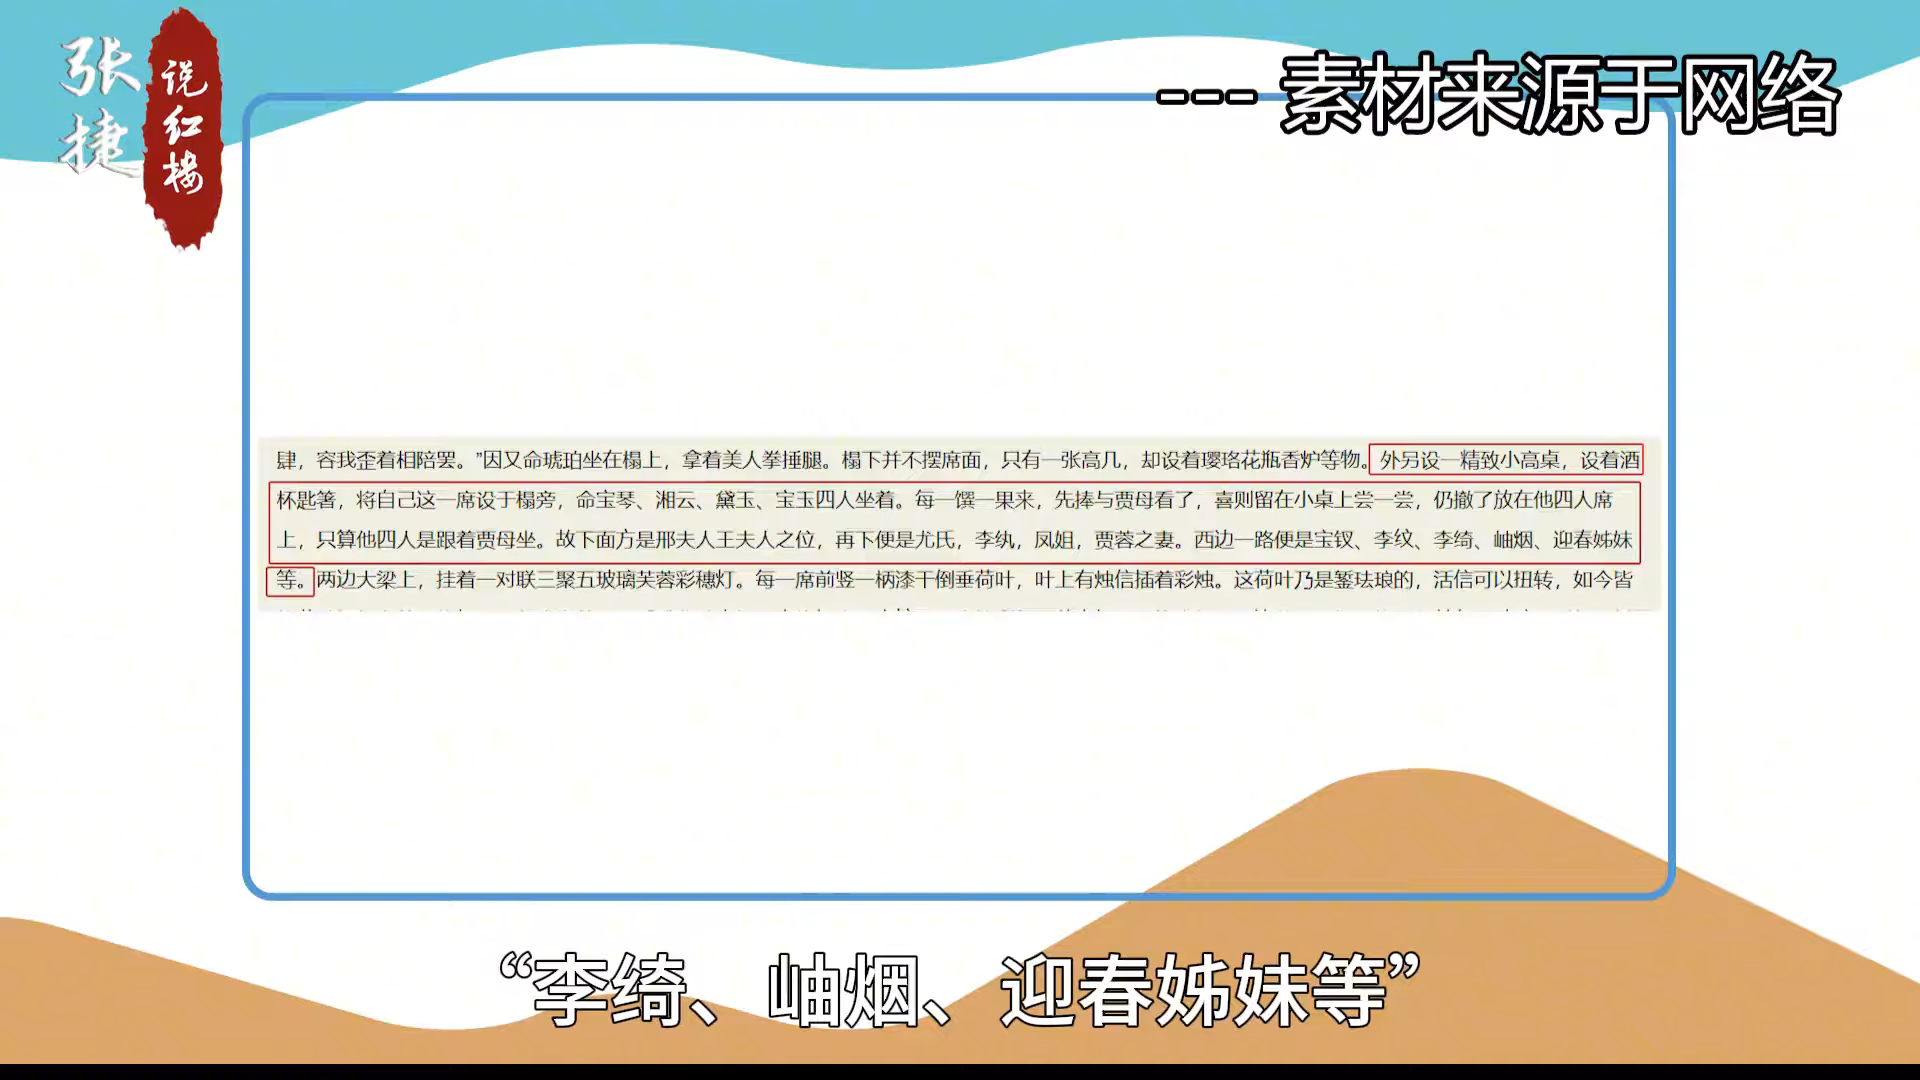 张捷
说红楼
--- 素材来源于网络
肆，容我歪着相陪罢。”因又命琥珀坐在榻上，拿着美人拳捶腿。榻下并不摆席面，只有一张高几，却设着璎珞花瓶香炉等物。外另设一精致小高桌，设着酒
杯匙箸，将自己这一席设于榻旁，命宝琴、湘云、黛玉、宝玉四人坐着。每一馔一果来，先捧与贾母看了，喜则留在小桌上尝一尝，仍撤了放在他四人席
上，只算他四人是跟着贾母坐。故下面方是邢夫人王夫人之位，再下便是尤氏，李纨，凤姐，贾蓉之妻。西边一路便是宝钗、李纹、李绮、岫烟、迎春姊妹
等。两边大梁上，挂着一对联三聚五玻璃芙蓉彩穗灯。每一席前竖一柄漆干倒垂荷叶，叶上有烛信插着彩烛。这荷叶乃是錾珐琅的，活信可以扭转，如今皆
“李绮、岫烟、迎春姊妹等”